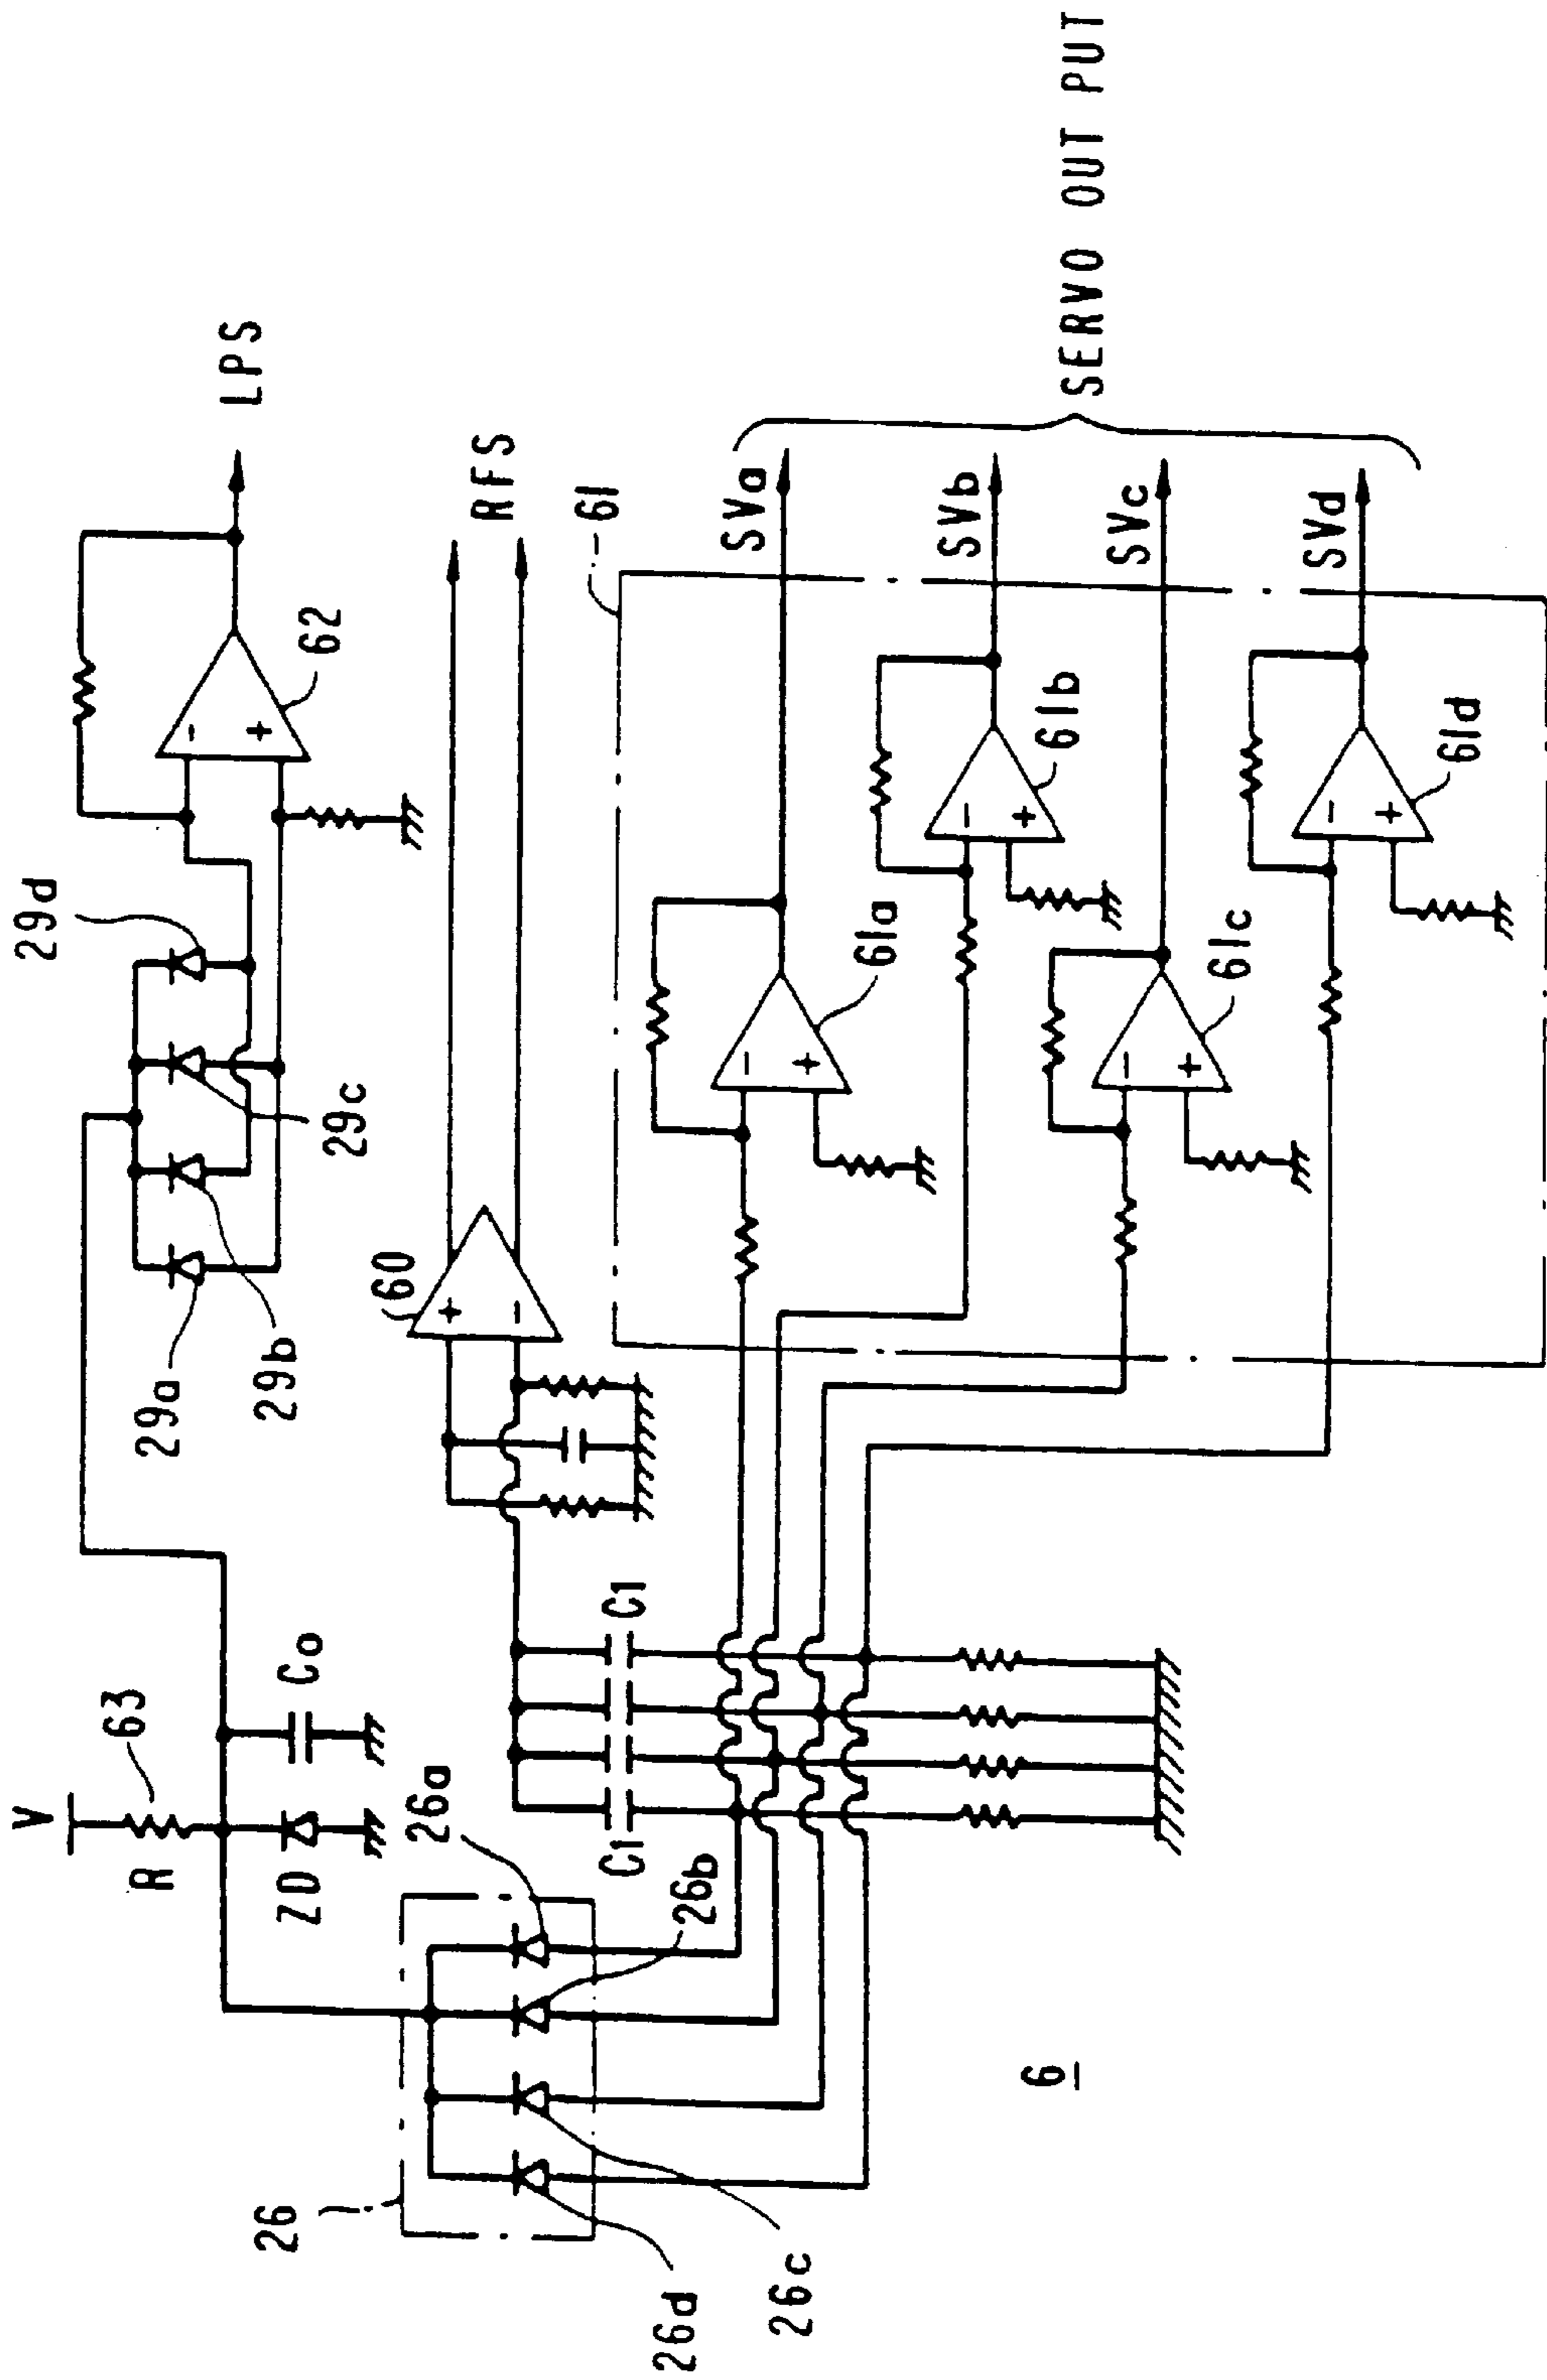 V
R
63
ZD
Co
29a
29b
29c
29d
62
-
+
LPS
26
26a
26b
26c
26d
C1
C1
60
+
-
RFS
61
61a
-
+
SVa
61b
-
+
SVb
61c
-
+
SVc
61d
-
+
SVd
SERVO OUT PUT
6